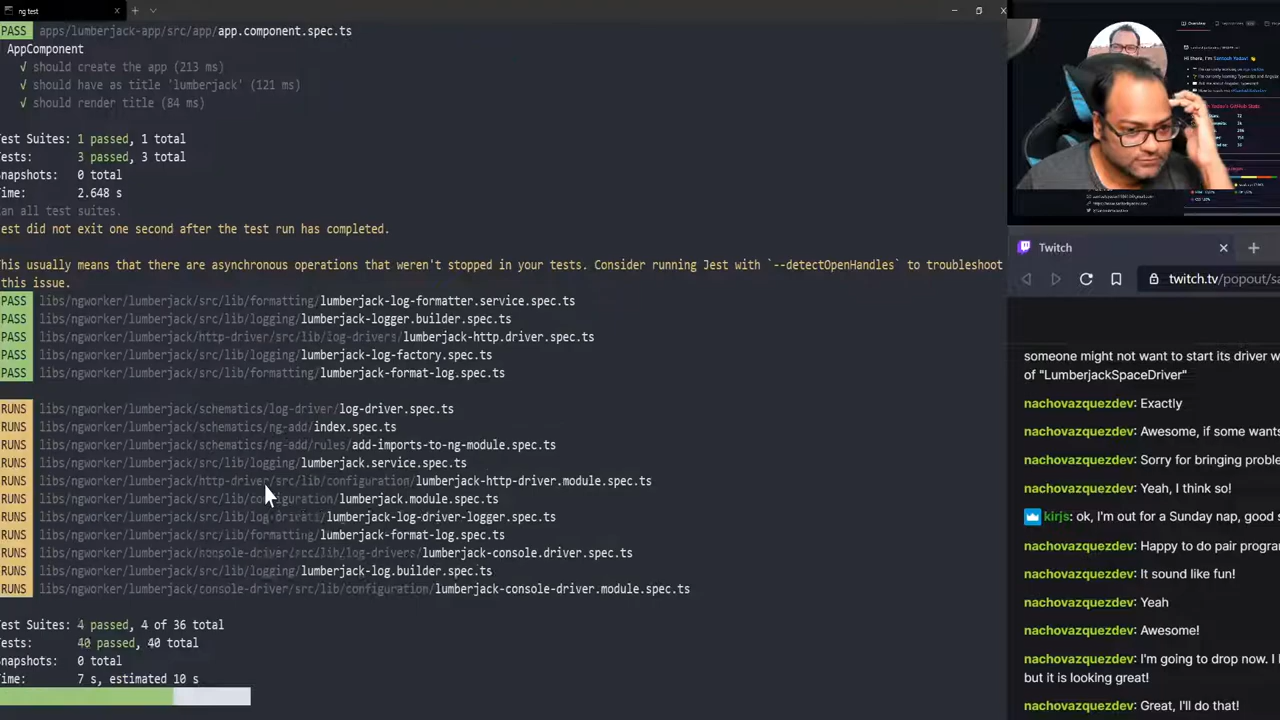 ng test
PASS apps/lumberjack-app/src/app/app.component.spec.ts
AppComponent
√ should create the app (213 ms)
√ should have as title 'lumberjack' (121 ms)
√ should render title (84 ms)
est Suites: 1 passed, 1 total
ests: 3 passed, 3 total
napshots: 0 total
ime: 2.648 s
an all test suites.
est did not exit one second after the test run has completed.
his usually means that there are asynchronous operations that weren't stopped in your tests. Consider running Jest with `--detectOpenHandles` to troubleshoot
this issue.
PASS libs/ngworker/lumberjack/src/lib/formatting/lumberjack-log-formatter.service.spec.ts
PASS libs/ngworker/lumberjack/src/lib/logging/lumberjack-logger.builder.spec.ts
PASS libs/ngworker/lumberjack/http-driver/src/lib/log-drivers/lumberjack-http.driver.spec.ts
PASS libs/ngworker/lumberjack/src/lib/logging/lumberjack-log-factory.spec.ts
PASS libs/ngworker/lumberjack/src/lib/formatting/lumberjack-format-log.spec.ts
RUNS libs/ngworker/lumberjack/schematics/log-driver/log-driver.spec.ts
RUNS libs/ngworker/lumberjack/schematics/ng-add/index.spec.ts
RUNS libs/ngworker/lumberjack/schematics/ng-add/rules/add-imports-to-ng-module.spec.ts
RUNS libs/ngworker/lumberjack/src/lib/logging/lumberjack.service.spec.ts
RUNS libs/ngworker/lumberjack/http-driver/src/lib/configuration/lumberjack-http-driver.module.spec.ts
RUNS libs/ngworker/lumberjack/src/lib/configuration/lumberjack.module.spec.ts
RUNS libs/ngworker/lumberjack/src/lib/log-drivers/lumberjack-log-driver-logger.spec.ts
RUNS libs/ngworker/lumberjack/src/lib/formatting/lumberjack-format-log.spec.ts
RUNS libs/ngworker/lumberjack/console-driver/src/lib/log-drivers/lumberjack-console.driver.spec.ts
RUNS libs/ngworker/lumberjack/src/lib/logging/lumberjack-log.builder.spec.ts
RUNS libs/ngworker/lumberjack/console-driver/src/lib/configuration/lumberjack-console-driver.module.spec.ts
est Suites: 4 passed, 4 of 36 total
ests: 40 passed, 40 total
napshots: 0 total
ime: 7 s, estimated 10 s
Overview
Twitch
twitch.tv/popout/sa
someone might not want to start its driver w
of "LumberjackSpaceDriver"
nachovazquezdev: Exactly
nachovazquezdev: Awesome, if some wants
nachovazquezdev: Sorry for bringing proble
nachovazquezdev: Yeah, I think so!
kirjs: ok, I'm out for a Sunday nap, good s
nachovazquezdev: Happy to do pair progra
nachovazquezdev: It sound like fun!
nachovazquezdev: Yeah
nachovazquezdev: Awesome!
nachovazquezdev: I'm going to drop now. I
but it is looking great!
nachovazquezdev: Great, I'll do that!